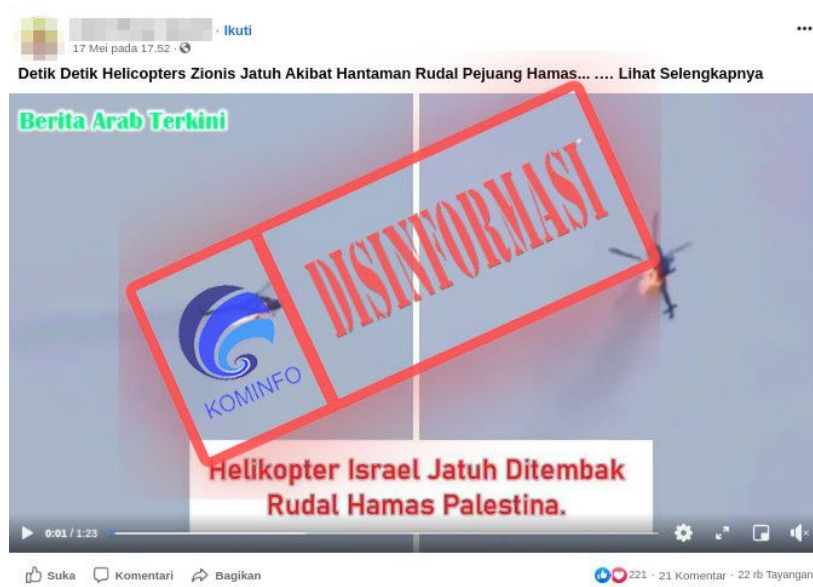 · Ikuti
17 Mei pada 17.52 ·
Detik Detik Helicopters Zionis Jatuh Akibat Hantaman Rudal Pejuang Hamas... .... Lihat Selengkapnya
Berita Arab Terkini
DISINFORMASI
KOMINFO
Helikopter Israel Jatuh Ditembak
Rudal Hamas Palestina.
0:01 / 1:23
Suka Komentari Bagikan 221 · 21 Komentar · 22 rb Tayangan